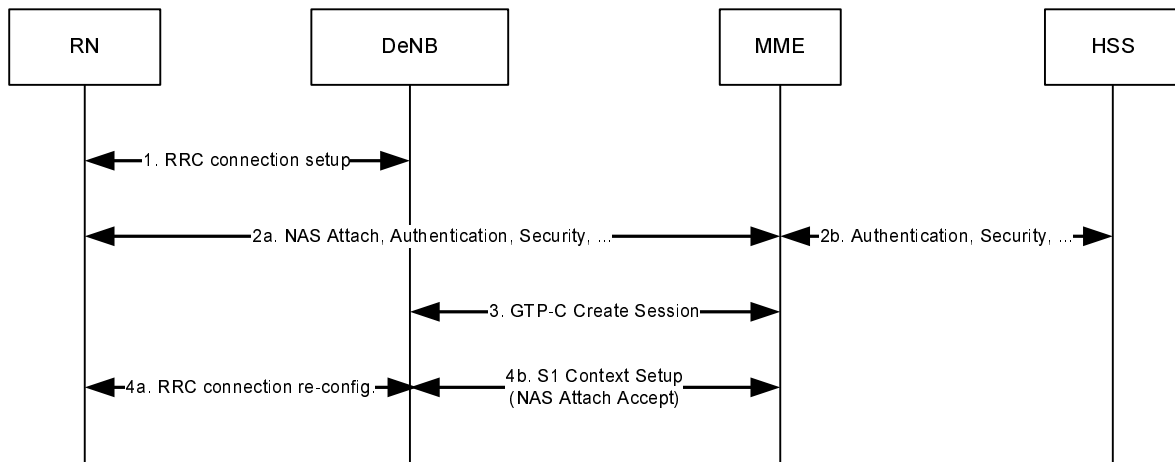 RN
DeNB
MME
HSS
1. RRC connection setup
2a. NAS Attach, Authentication, Security, ...
2b. Authentication, Security, ...
3. GTP-C Create Session
4a. RRC connection re-config.
4b. S1 Context Setup
(NAS Attach Accept)